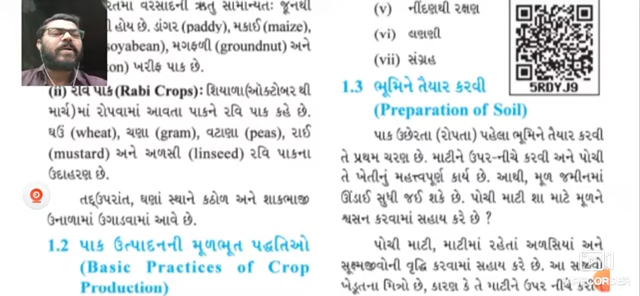 રતમાં વરસાદની ઋતુ સામાન્યતઃ જૂનથી
હોય છે. ડાંગર (paddy), મકાઈ (maize),
soyabean), મગફળી (groundnut) અને
ખરીફ પાક છે.
(ii) રવિ પાક (Rabi Crops): શિયાળા (ઓક્ટોબર થી
માર્ચ)માં રોપવામાં આવતા પાકને રવિ પાક કહે છે.
ઘઉં (wheat), ચણા (gram), વટાણા (peas), રાઈ
(mustard) અને અળસી (linseed) રવિ પાકના
ઉદાહરણ છે.
તદ્દઉપરાંત, ઘણાં સ્થાને કઠોળ અને શાકભાજી
ઉનાળામાં ઉગાડવામાં આવે છે.
1.2 પાક ઉત્પાદનની મૂળભૂત પદ્ધતિઓ
(Basic Practices of Crop
Production)
(v) નીંદણથી રક્ષણ
(vi) લણણી
(vii) સંગ્રહ
5RDYJ9
1.3 ભૂમિને તૈયાર કરવી
(Preparation of Soil)
પાક ઉછેરતા (રોપતા) પહેલા ભૂમિને તૈયાર કરવી
તે પ્રથમ ચરણ છે. માટીને ઉપર-નીચે કરવી અને પોચી
તે ખેતીનું મહત્ત્વપૂર્ણ કાર્ય છે. આથી, મૂળ જમીનમાં
ઊંડાઈ સુધી જઈ શકે છે. પોચી માટી શા માટે મૂળને
શ્વસન કરવામાં સહાય કરે છે ?
પોચી માટી, માટીમાં રહેતાં અળસિયાં અને
સૂક્ષ્મજીવોની વૃદ્ધિ કરવામાં સહાય કરે છે. આ સજીવો
ખેડૂતના મિત્રો છે, કારણ કે તે માટીને ઉપર નીચે કરી